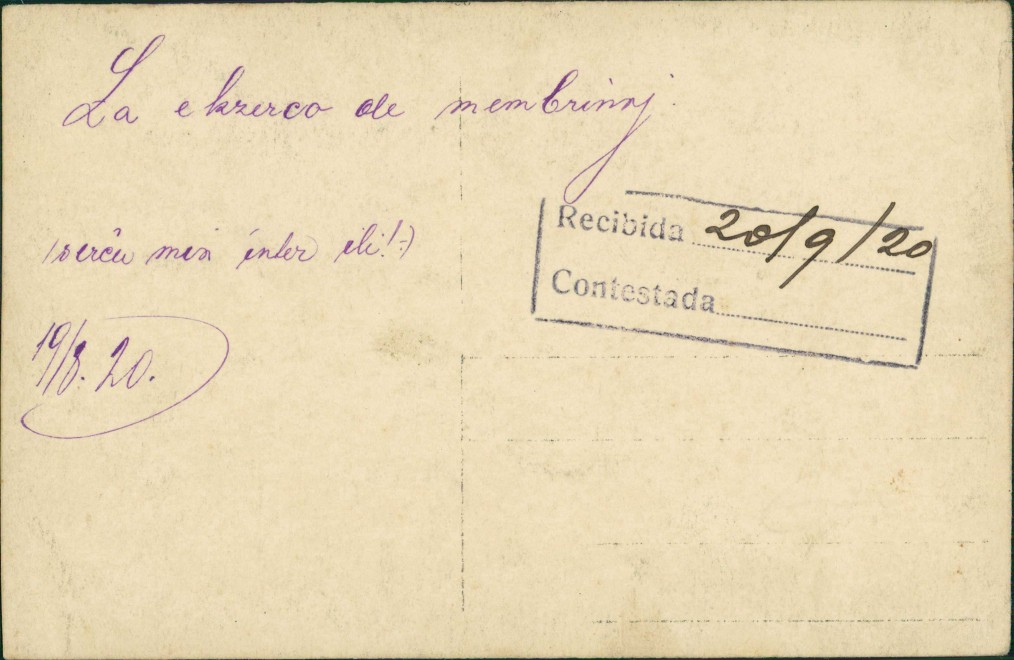 La ekzerco de membrinoj.
(serĉu min inter ili! :)
19/8. 20.
Recibida 20/9/20
Contestada